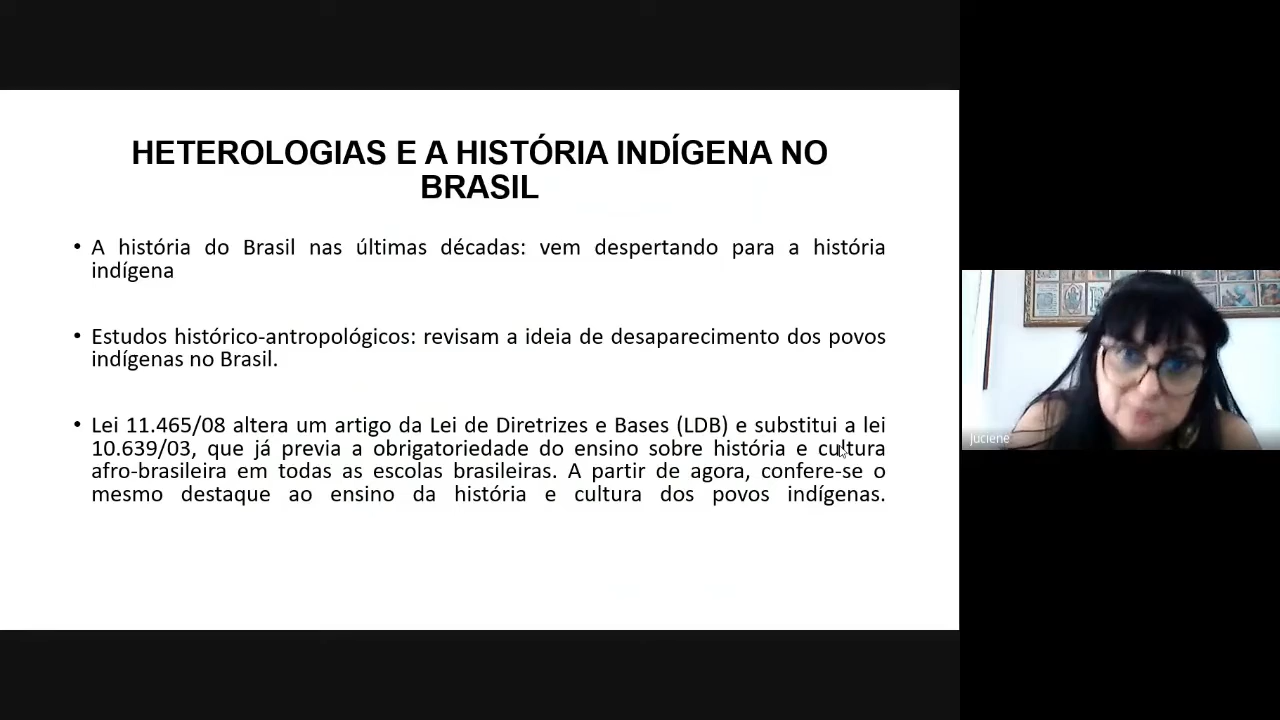 HETEROLOGIAS E A HISTÓRIA INDÍGENA NO
BRASIL
• A história do Brasil nas últimas décadas: vem despertando para a história
indígena
• Estudos histórico-antropológicos: revisam a ideia de desaparecimento dos povos
indígenas no Brasil.
• Lei 11.465/08 altera um artigo da Lei de Diretrizes e Bases (LDB) e substitui a lei
10.639/03, que já previa a obrigatoriedade do ensino sobre história e cultura
afro-brasileira em todas as escolas brasileiras. A partir de agora, confere-se o
mesmo destaque ao ensino da história e cultura dos povos indígenas.
Juciene